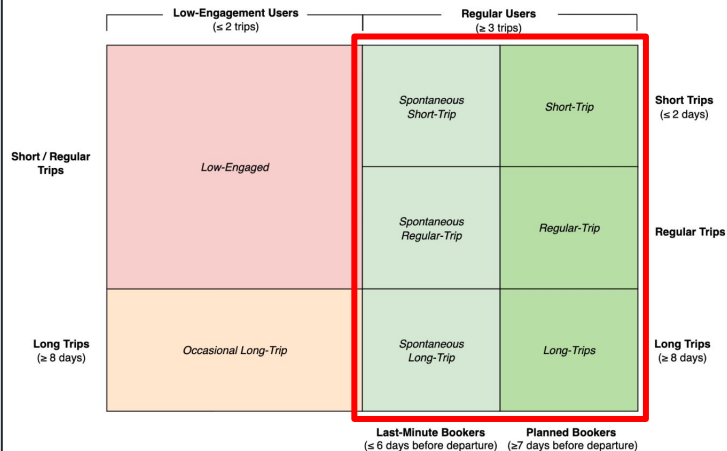 Low-Engagement Users
(≤ 2 trips)
Regular Users
(≥ 3 trips)
Short / Regular
Trips
Low-Engaged
Spontaneous
Short-Trip
Short-Trip
Short Trips
(≤ 2 days)
Spontaneous
Regular-Trip
Regular-Trip
Regular Trips
Long Trips
(≥ 8 days)
Occasional Long-Trip
Spontaneous
Long-Trip
Long-Trips
Long Trips
(≥ 8 days)
Last-Minute Bookers
(≤ 6 days before departure)
Planned Bookers
(≥7 days before departure)